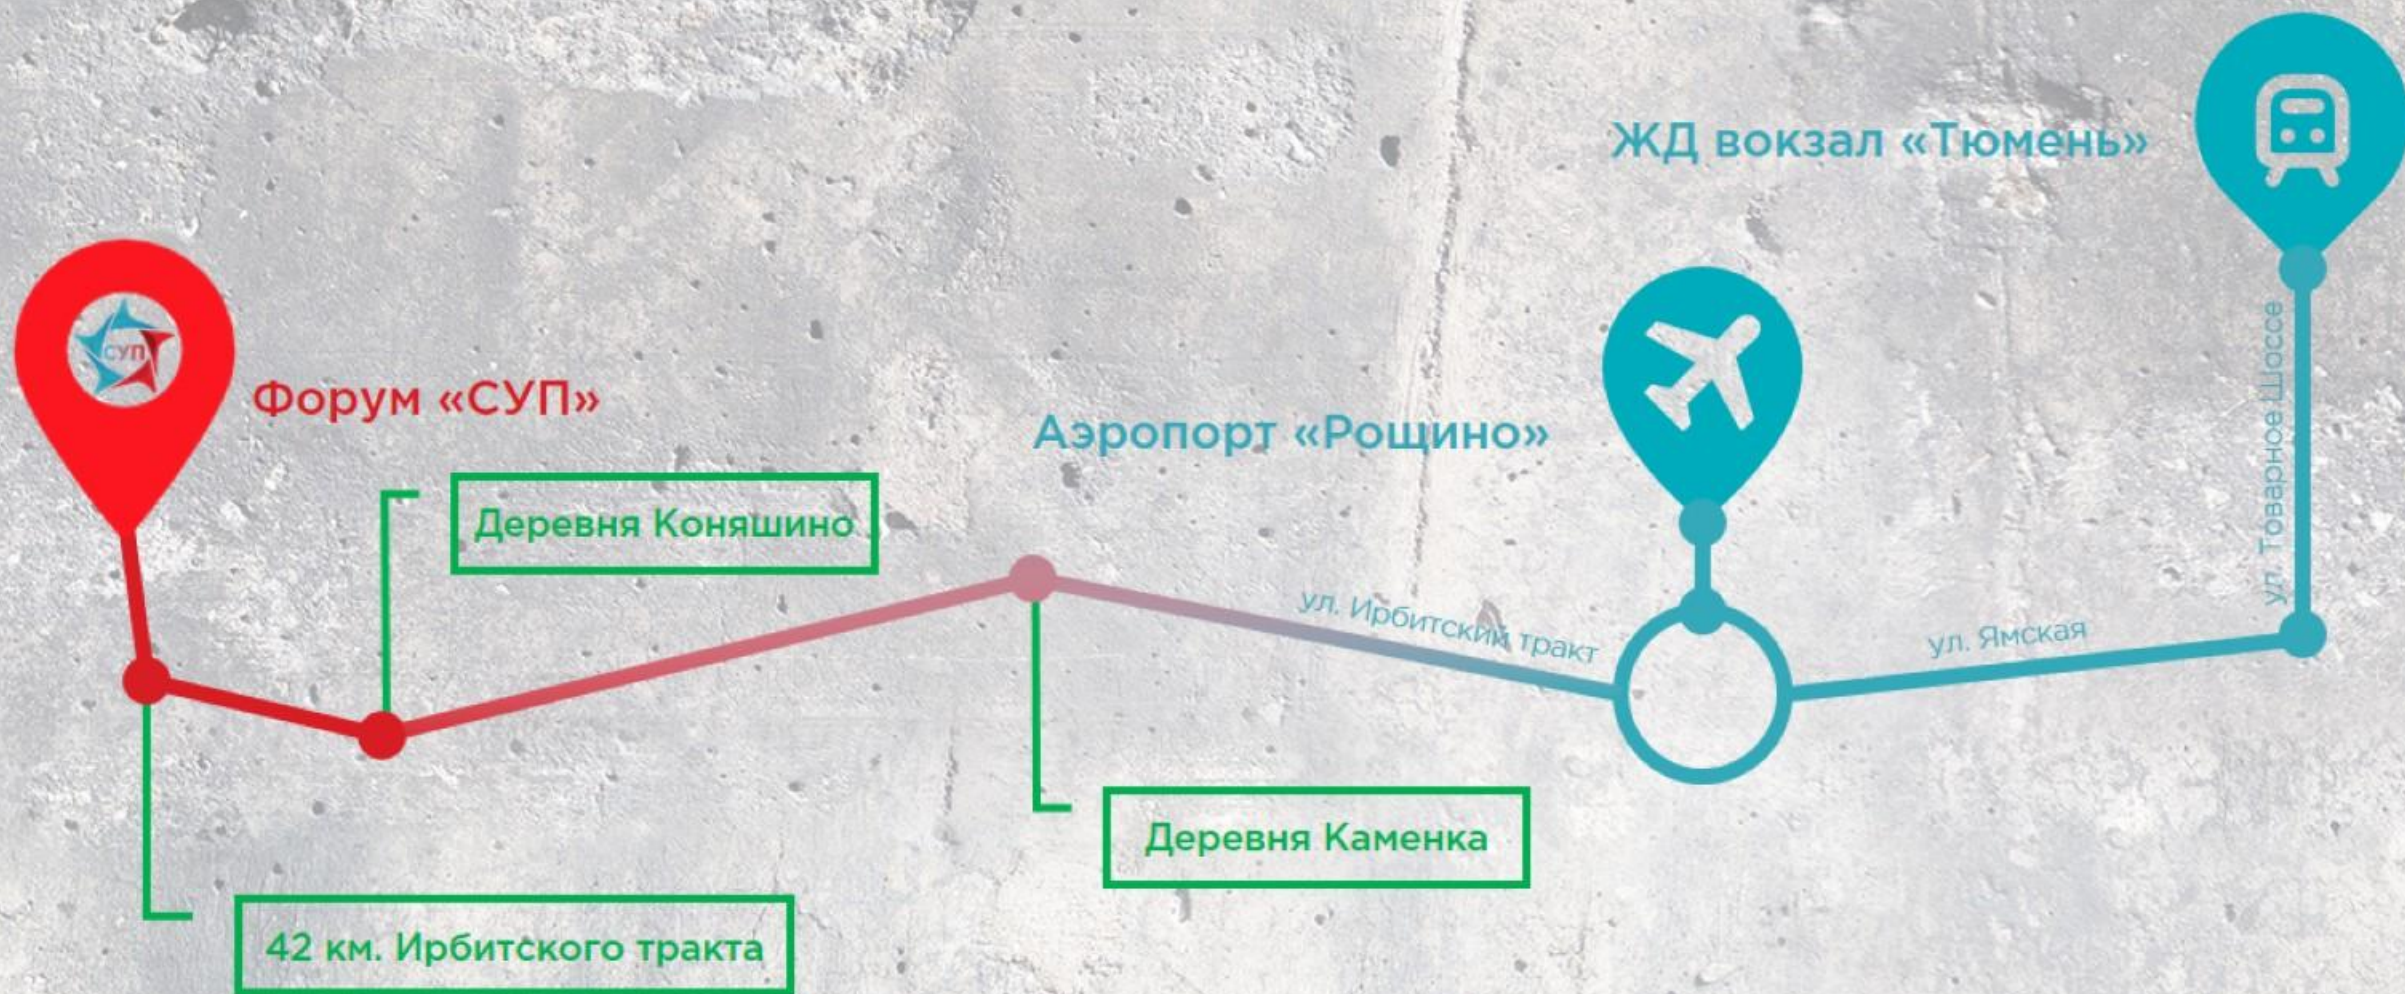 ЖД вокзал «Тюмень»
СУП
Форум «СУП»
Аэропорт «Рощино»
ул. Товарное Шоссе
Деревня Коняшино
ул. Ирбитский тракт
ул. Ямская
Деревня Каменка
42 км. Ирбитского тракта